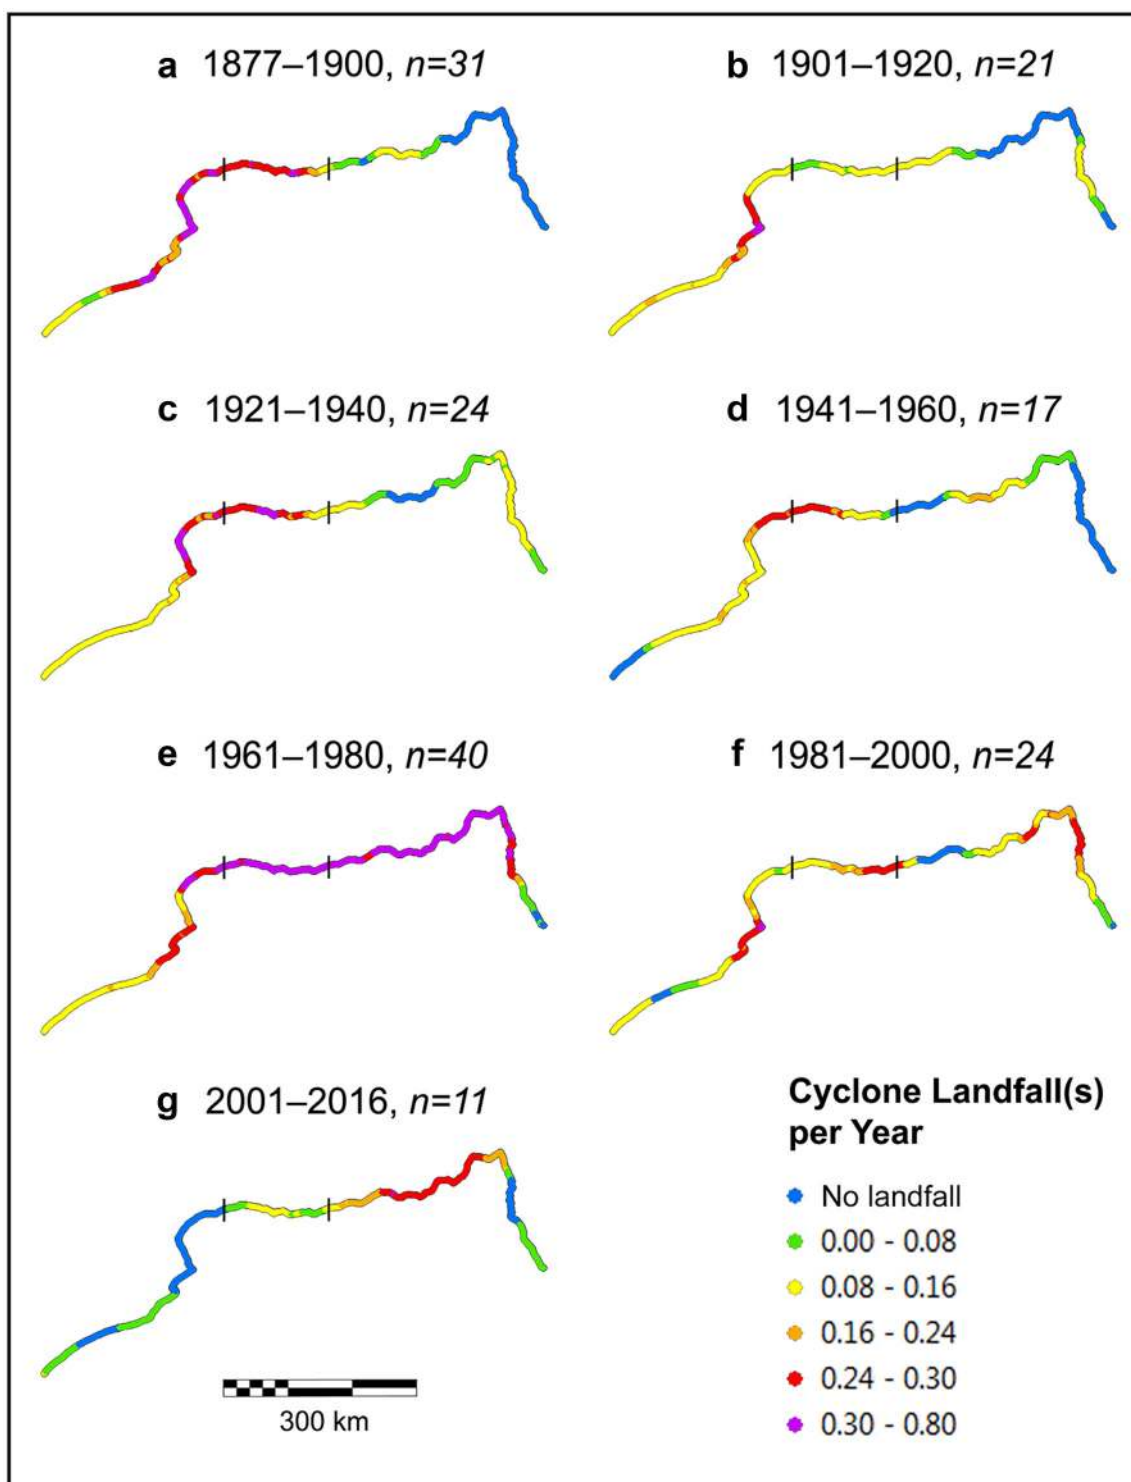 a 1877–1900, n=31
b 1901–1920, n=21
c 1921–1940, n=24
d 1941–1960, n=17
e 1961–1980, n=40
f 1981–2000, n=24
g 2001–2016, n=11
300 km
Cyclone Landfall(s)
per Year
No landfall
0.00 - 0.08
0.08 - 0.16
0.16 - 0.24
0.24 - 0.30
0.30 - 0.80